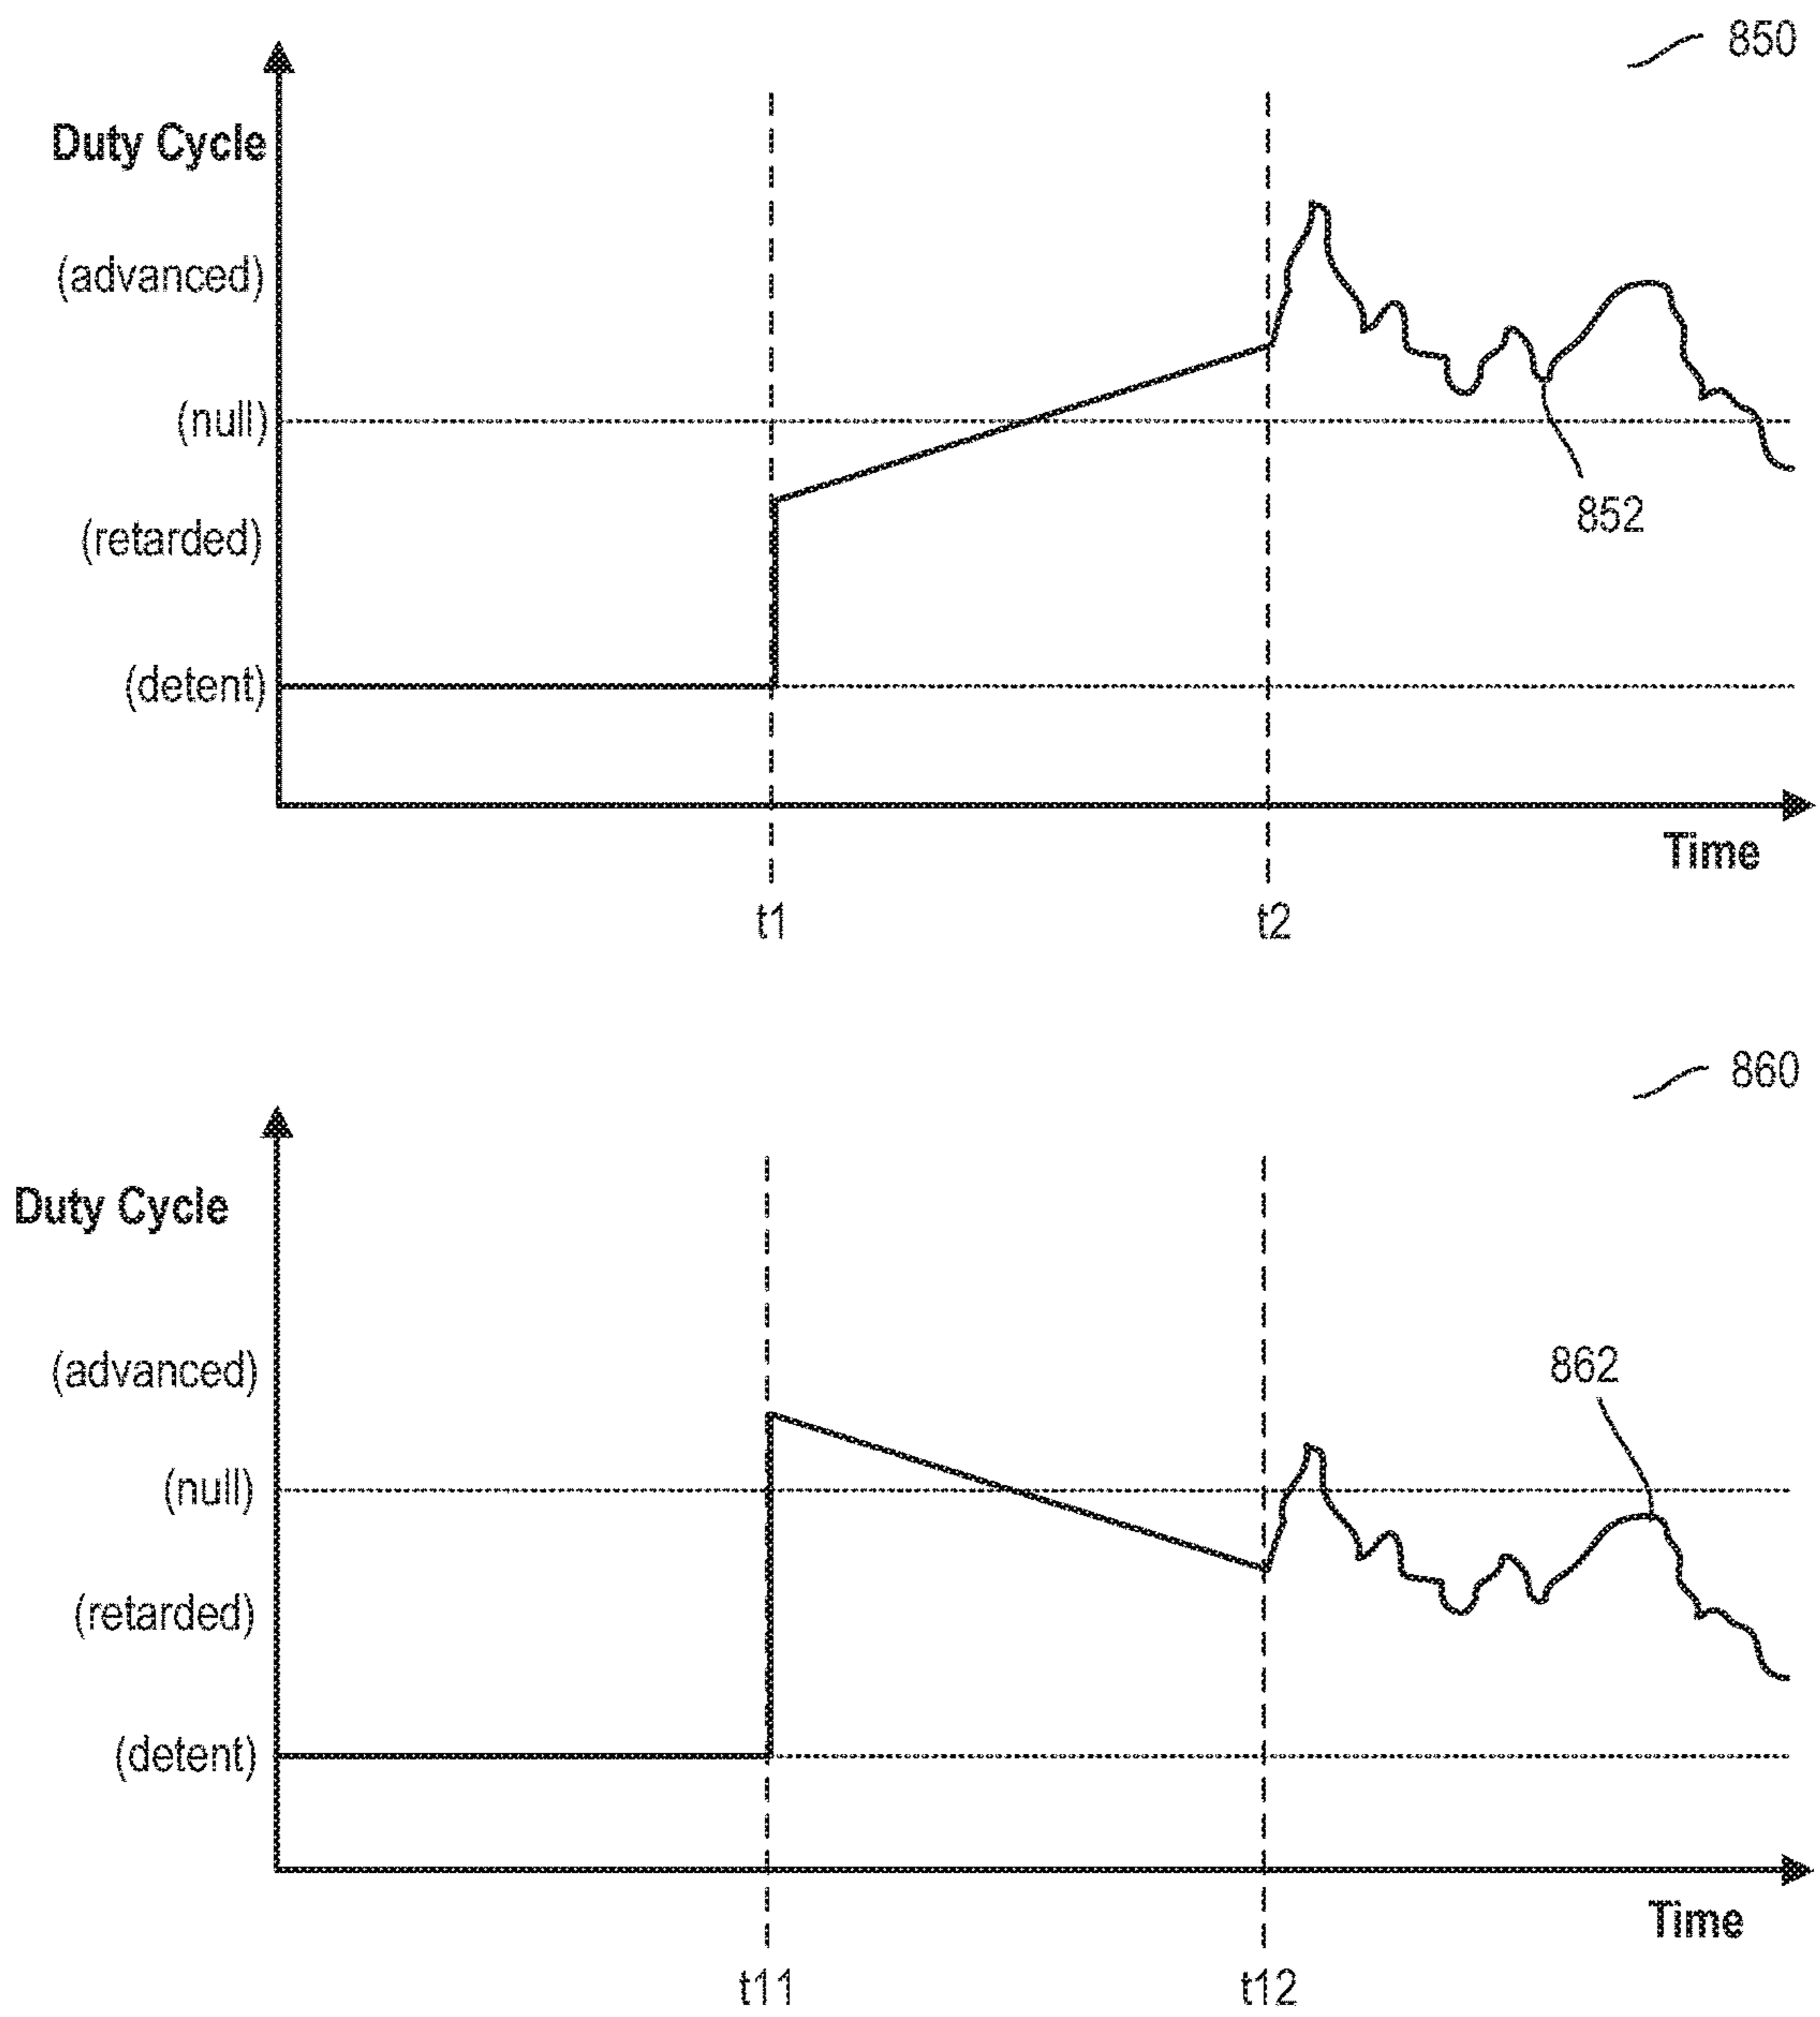 850
Duty Cycle
(advanced)
(null)
(retarded)
852
(detent)
Time
t1
t2
860
Duty Cycle
(advanced)
862
(null)
(retarded)
(detent)
Time
t11
t12